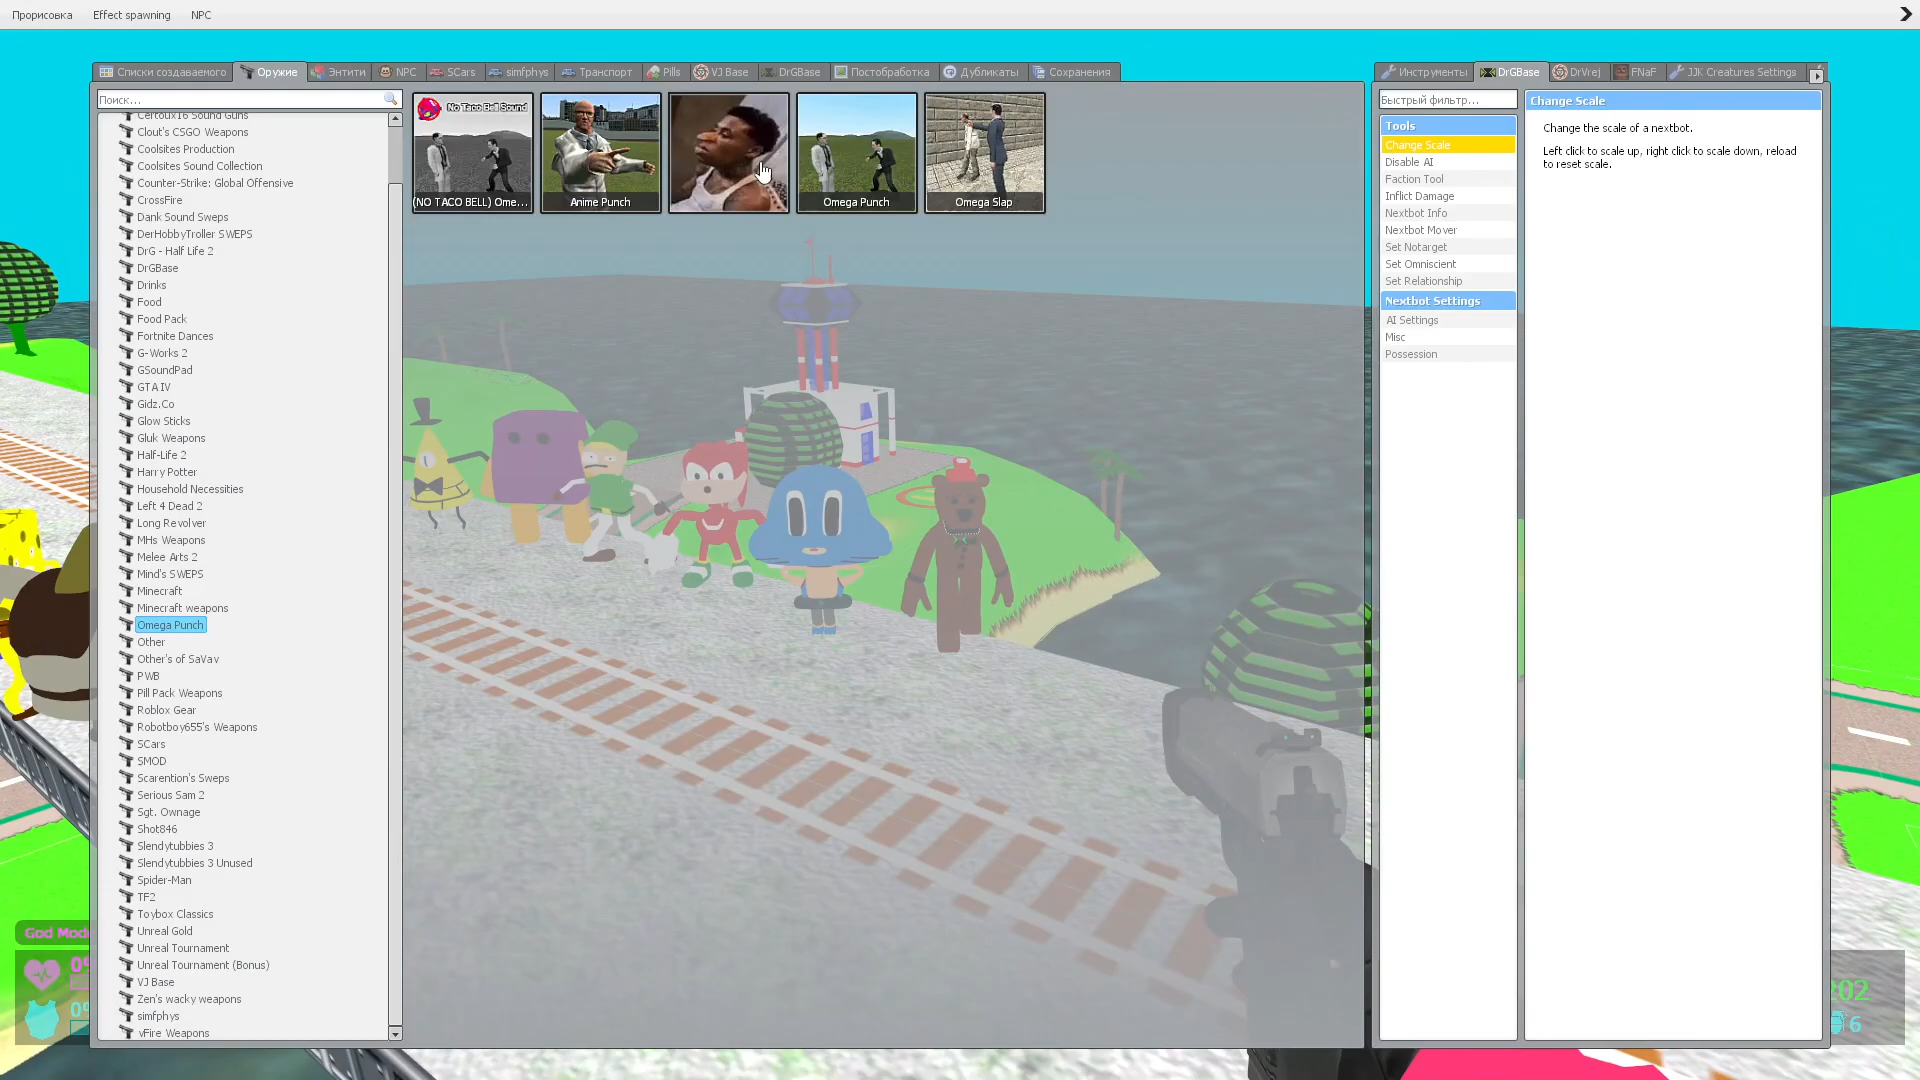 Прорисовка Effect spawning NPC
Списки создаваемого Оружие Энтити NPC SCars simfphys Транспорт Pills VJ Base DrGBase Постобработка Дубликаты Сохранения
Инструменты DrGBase DrVrej FNaF JJK Creatures Settings
Поиск...
Certoux16 Sound Guns
Clout's CSGO Weapons
Coolsites Production
Coolsites Sound Collection
Counter-Strike: Global Offensive
CrossFire
Dank Sound Sweps
DerHobbyTroller SWEPS
DrG - Half Life 2
DrGBase
Drinks
Food
Food Pack
Fortnite Dances
G-Works 2
GSoundPad
GTA IV
Gidz.Co
Glow Sticks
Gluk Weapons
Half-Life 2
Harry Potter
Household Necessities
Left 4 Dead 2
Long Revolver
MHs Weapons
Melee Arts 2
Mind's SWEPS
Minecraft
Minecraft weapons
Omega Punch
Other
Other's of SaVav
PWB
Pill Pack Weapons
Roblox Gear
Robotboy655's Weapons
SCars
SMOD
Scarention's Sweps
Serious Sam 2
Sgt. Ownage
Shot846
Slendytubbies 3
Slendytubbies 3 Unused
Spider-Man
TF2
Toybox Classics
Unreal Gold
Unreal Tournament
Unreal Tournament (Bonus)
VJ Base
Zen's wacky weapons
simfphys
vFire Weapons
No Taco Bell Sound
(NO TACO BELL) Ome...
Anime Punch
Omega Punch
Omega Slap
Быстрый фильтр...
Tools
Change Scale
Disable AI
Faction Tool
Inflict Damage
Nextbot Info
Nextbot Mover
Set Notarget
Set Omniscient
Set Relationship
Nextbot Settings
AI Settings
Misc
Possession
Change Scale
Change the scale of a nextbot.
Left click to scale up, right click to scale down, reload
to reset scale.
God Mode
202
6